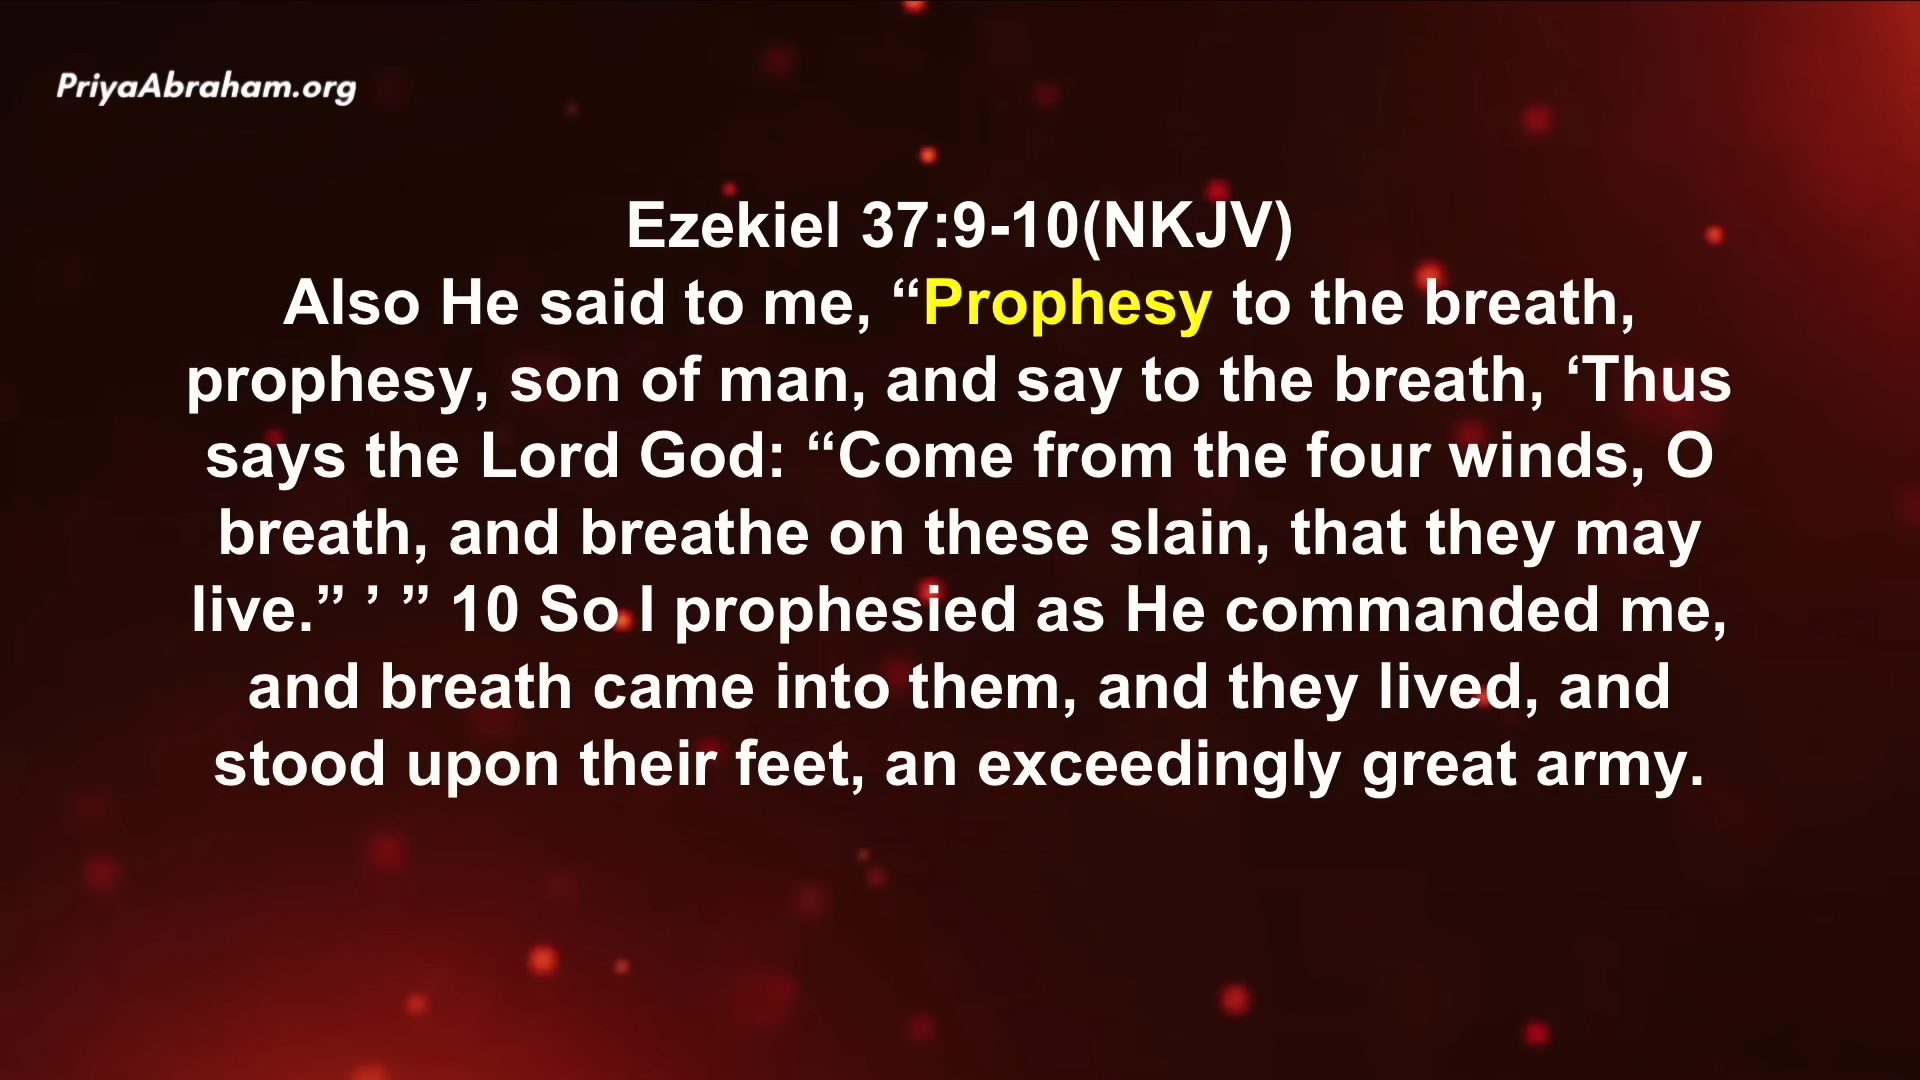 PriyaAbraham.org
Ezekiel 37:9-10(NKJV)
Also He said to me, “Prophesy to the breath,
prophesy, son of man, and say to the breath, ‘Thus
says the Lord God: “Come from the four winds, O
breath, and breathe on these slain, that they may
live.” ’ ” 10 So I prophesied as He commanded me,
and breath came into them, and they lived, and
stood upon their feet, an exceedingly great army.